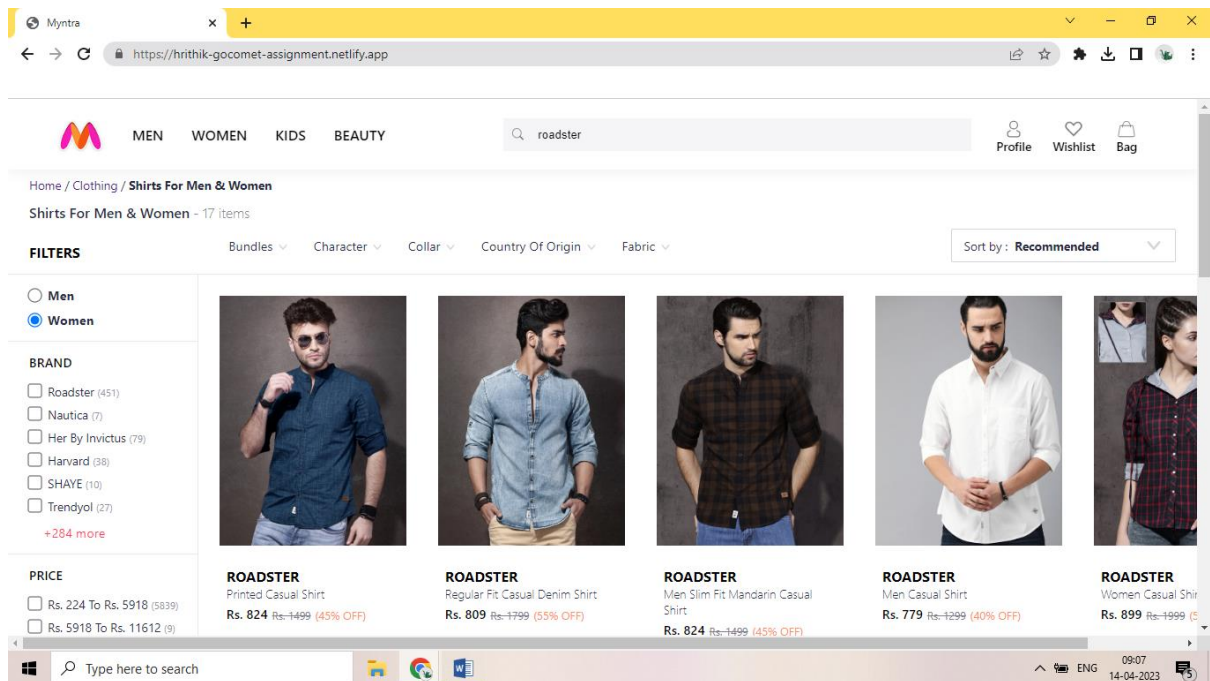 Myntra
https://hrithik-gocomet-assignment.netlify.app
MEN WOMEN KIDS BEAUTY
roadster
Profile Wishlist Bag
Home / Clothing / Shirts For Men & Women
Shirts For Men & Women - 17 items
FILTERS
Bundles Character Collar Country Of Origin Fabric
Sort by : Recommended
Men
Women
BRAND
Roadster (451)
Nautica (7)
Her By Invictus (79)
Harvard (38)
SHAYE (10)
Trendyol (27)
+284 more
PRICE
Rs. 224 To Rs. 5918 (5839)
Rs. 5918 To Rs. 11612 (9)
ROADSTER
Printed Casual Shirt
Rs. 824 Rs. 1499 (45% OFF)
ROADSTER
Regular Fit Casual Denim Shirt
Rs. 809 Rs. 1799 (55% OFF)
ROADSTER
Men Slim Fit Mandarin Casual
Shirt
Rs. 824 Rs. 1499 (45% OFF)
ROADSTER
Men Casual Shirt
Rs. 779 Rs. 1299 (40% OFF)
ROADSTER
Women Casual Shir
Rs. 899 Rs. 1999 (5
Type here to search
ENG
09:07
14-04-2023
5